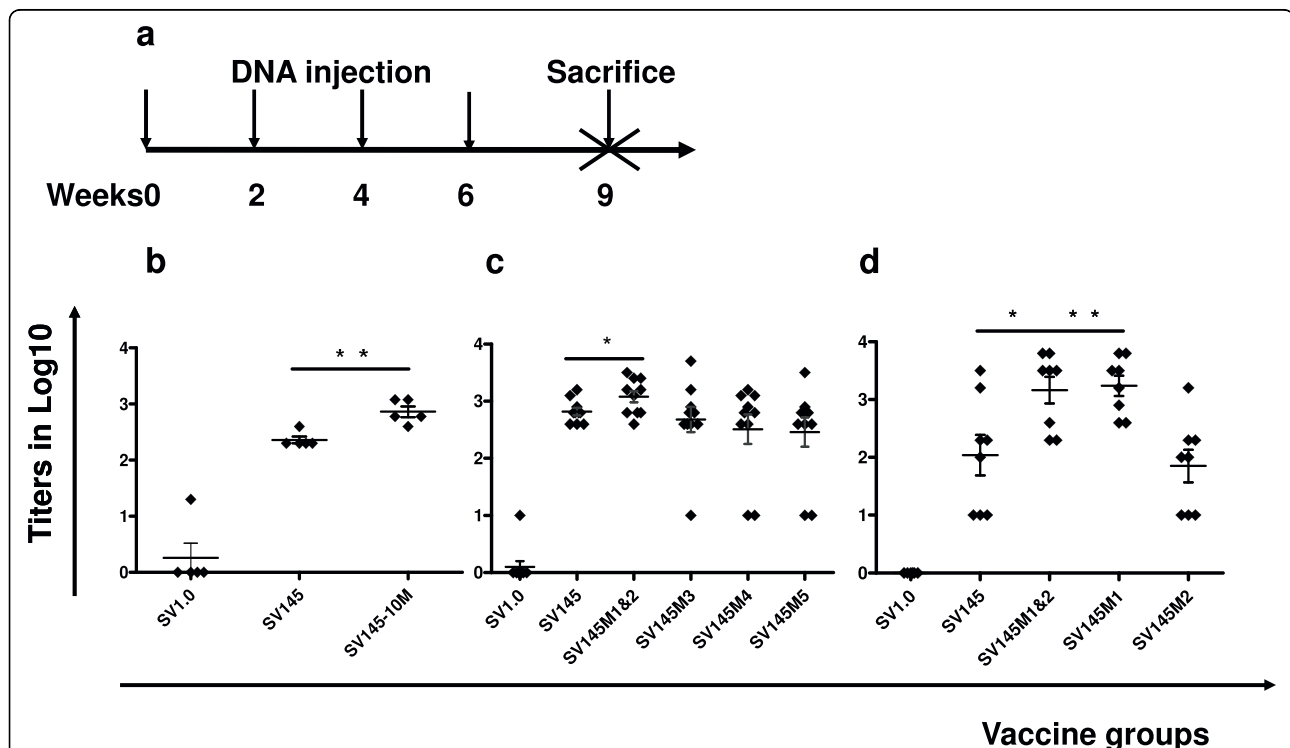 a
DNA injection Sacrifice
Weeks0 2 4 6 9
b c d
Titers in Log10
* *
4
3
2
1
0
SV1.0 SV145 SV145-10M
*
4
3
2
1
0
SV1.0 SV145 SV145M1&2 SV145M3 SV145M4 SV145M5
* * *
4
3
2
1
0
SV1.0 SV145 SV145M1&2 SV145M1 SV145M2
Vaccine groups